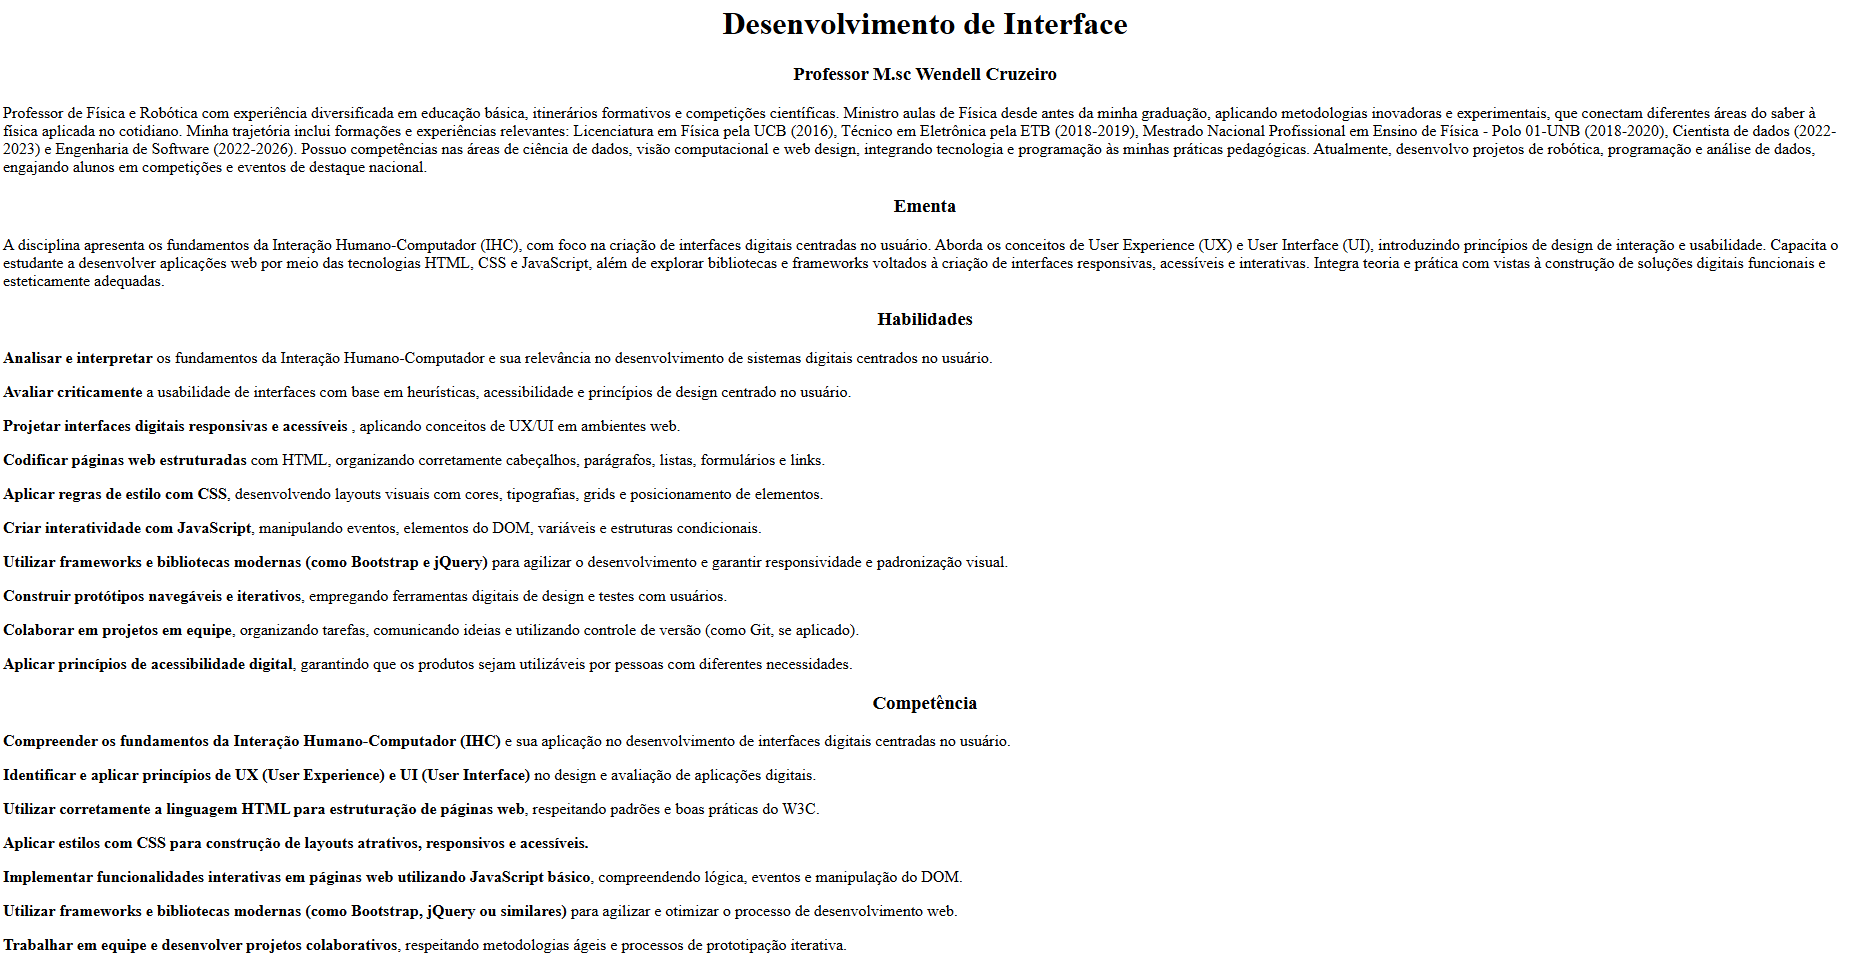 Desenvolvimento de Interface
Professor M.sc Wendell Cruzeiro
Professor de Física e Robótica com experiência diversificada em educação básica, itinerários formativos e competições científicas. Ministro aulas de Física desde antes da minha graduação, aplicando metodologias inovadoras e experimentais, que conectam diferentes áreas do saber à
física aplicada no cotidiano. Minha trajetória inclui formações e experiências relevantes: Licenciatura em Física pela UCB (2016), Técnico em Eletrônica pela ETB (2018-2019), Mestrado Nacional Profissional em Ensino de Física - Polo 01-UNB (2018-2020), Cientista de dados (2022-
2023) e Engenharia de Software (2022-2026). Possuo competências nas áreas de ciência de dados, visão computacional e web design, integrando tecnologia e programação às minhas práticas pedagógicas. Atualmente, desenvolvo projetos de robótica, programação e análise de dados,
engajando alunos em competições e eventos de destaque nacional.
Ementa
A disciplina apresenta os fundamentos da Interação Humano-Computador (IHC), com foco na criação de interfaces digitais centradas no usuário. Aborda os conceitos de User Experience (UX) e User Interface (UI), introduzindo princípios de design de interação e usabilidade. Capacita o
estudante a desenvolver aplicações web por meio das tecnologias HTML, CSS e JavaScript, além de explorar bibliotecas e frameworks voltados à criação de interfaces responsivas, acessíveis e interativas. Integra teoria e prática com vistas à construção de soluções digitais funcionais e
esteticamente adequadas.
Habilidades
Analisar e interpretar os fundamentos da Interação Humano-Computador e sua relevância no desenvolvimento de sistemas digitais centrados no usuário.
Avaliar criticamente a usabilidade de interfaces com base em heurísticas, acessibilidade e princípios de design centrado no usuário.
Projetar interfaces digitais responsivas e acessíveis , aplicando conceitos de UX/UI em ambientes web.
Codificar páginas web estruturadas com HTML, organizando corretamente cabeçalhos, parágrafos, listas, formulários e links.
Aplicar regras de estilo com CSS, desenvolvendo layouts visuais com cores, tipografias, grids e posicionamento de elementos.
Criar interatividade com JavaScript, manipulando eventos, elementos do DOM, variáveis e estruturas condicionais.
Utilizar frameworks e bibliotecas modernas (como Bootstrap e jQuery) para agilizar o desenvolvimento e garantir responsividade e padronização visual.
Construir protótipos navegáveis e iterativos, empregando ferramentas digitais de design e testes com usuários.
Colaborar em projetos em equipe, organizando tarefas, comunicando ideias e utilizando controle de versão (como Git, se aplicado).
Aplicar princípios de acessibilidade digital, garantindo que os produtos sejam utilizáveis por pessoas com diferentes necessidades.
Competência
Compreender os fundamentos da Interação Humano-Computador (IHC) e sua aplicação no desenvolvimento de interfaces digitais centradas no usuário.
Identificar e aplicar princípios de UX (User Experience) e UI (User Interface) no design e avaliação de aplicações digitais.
Utilizar corretamente a linguagem HTML para estruturação de páginas web, respeitando padrões e boas práticas do W3C.
Aplicar estilos com CSS para construção de layouts atrativos, responsivos e acessíveis.
Implementar funcionalidades interativas em páginas web utilizando JavaScript básico, compreendendo lógica, eventos e manipulação do DOM.
Utilizar frameworks e bibliotecas modernas (como Bootstrap, jQuery ou similares) para agilizar e otimizar o processo de desenvolvimento web.
Trabalhar em equipe e desenvolver projetos colaborativos, respeitando metodologias ágeis e processos de prototipação iterativa.